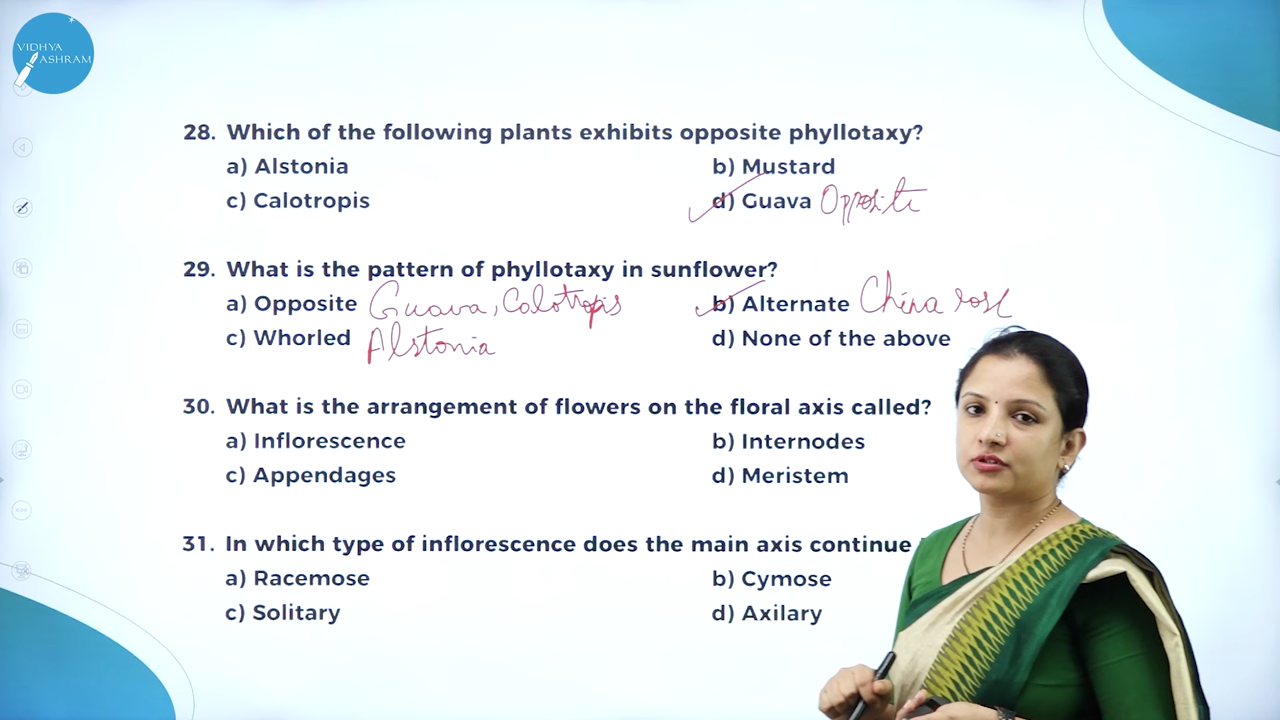 VIDHYA
ASHRAM
28. Which of the following plants exhibits opposite phyllotaxy?
a) Alstonia
b) Mustard
c) Calotropis
d) Guava Opposite
29. What is the pattern of phyllotaxy in sunflower?
a) Opposite Guava, Calotropis
b) Alternate China rose
c) Whorled Alstonia
d) None of the above
30. What is the arrangement of flowers on the floral axis called?
a) Inflorescence
b) Internodes
c) Appendages
d) Meristem
31. In which type of inflorescence does the main axis continue
a) Racemose
b) Cymose
c) Solitary
d) Axilary